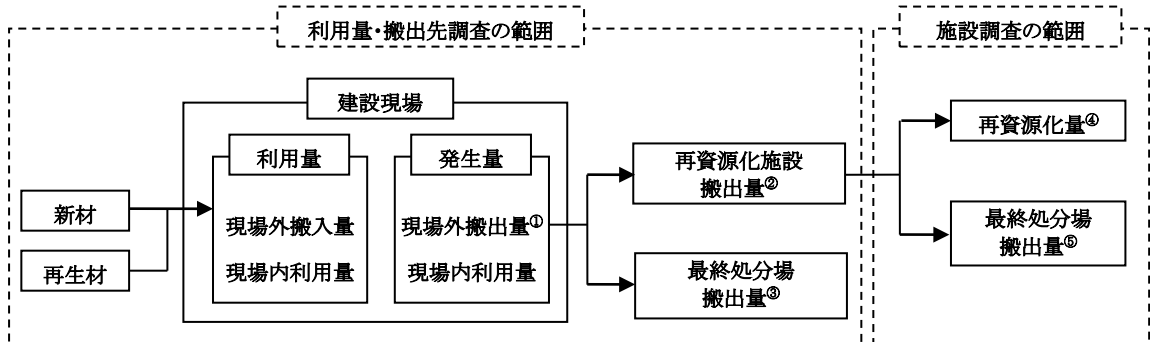 利用量・搬出先調査の範囲
施設調査の範囲
建設現場
利用量
発生量
新材
再生材
現場外搬入量
現場内利用量
現場外搬出量①
現場内利用量
再資源化施設
搬出量②
最終処分場
搬出量③
再資源化量④
最終処分場
搬出量⑤